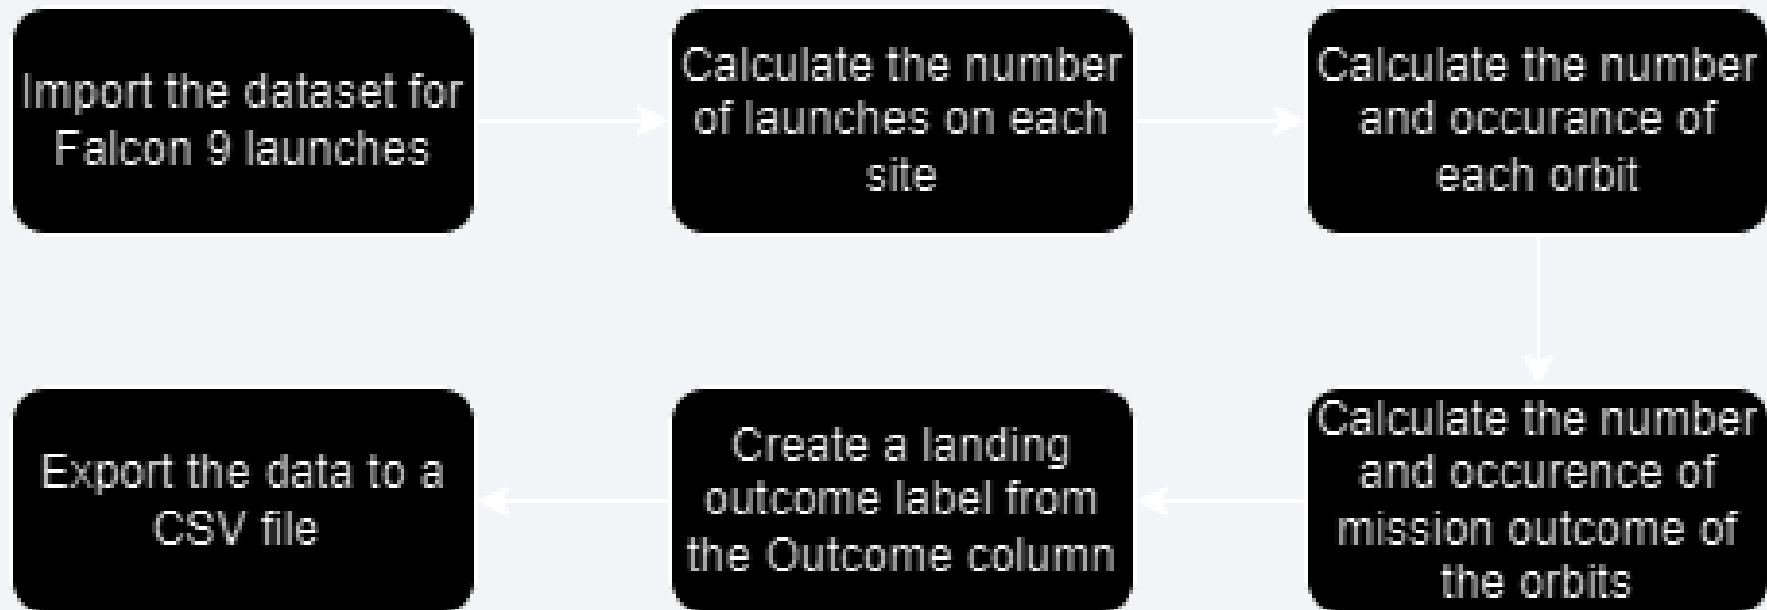 Import the dataset for
Falcon 9 launches
Calculate the number
of launches on each
site
Calculate the number
and occurance of
each orbit
Calculate the number
and occurence of
mission outcome of
the orbits
Create a landing
outcome label from
the Outcome column
Export the data to a
CSV file